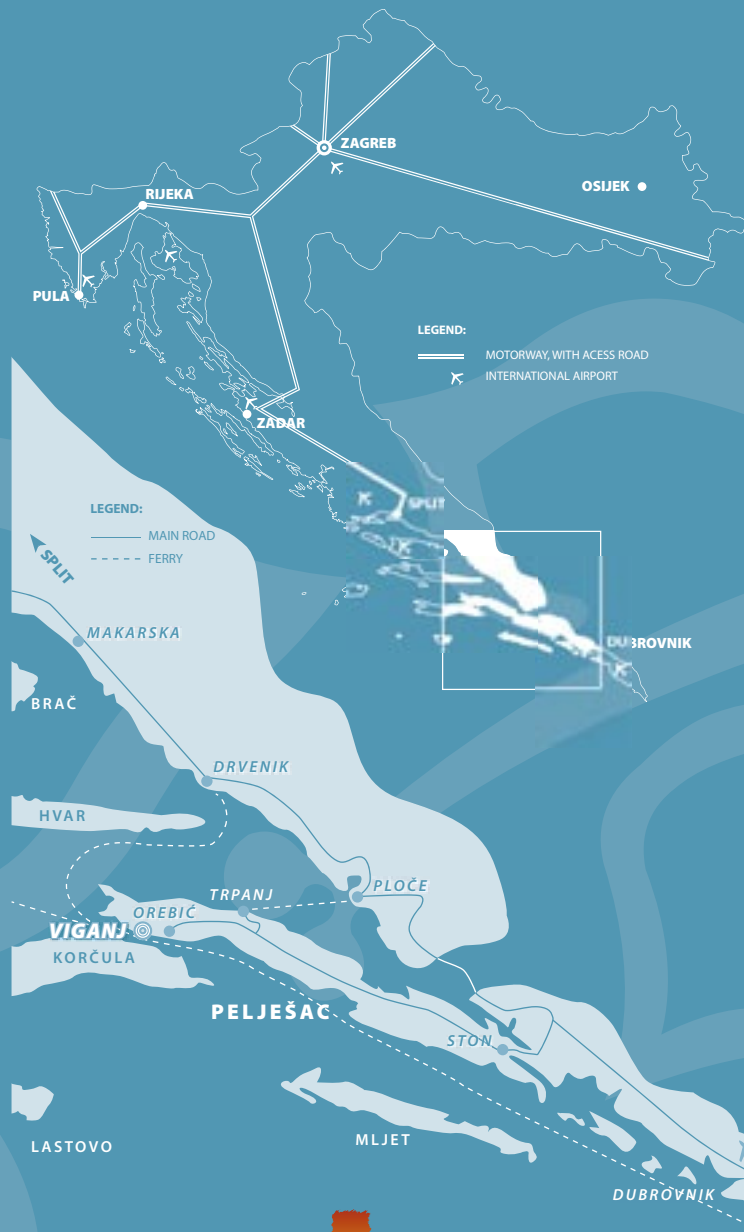 ZAGREB
OSIJEK
RIJEKA
PULA
LEGEND:
MOTORWAY, WITH ACESS ROAD
INTERNATIONAL AIRPORT
ZADAR
SPLIT
LEGEND:
MAIN ROAD
FERRY
SPLIT
MAKARSKA
DUBROVNIK
BRAČ
DRVENIK
HVAR
PLOČE
TRPANJ
OREBIĆ
VIGANJ
KORČULA
PELJEŠAC
STON
MLJET
LASTOVO
DUBROVNIK